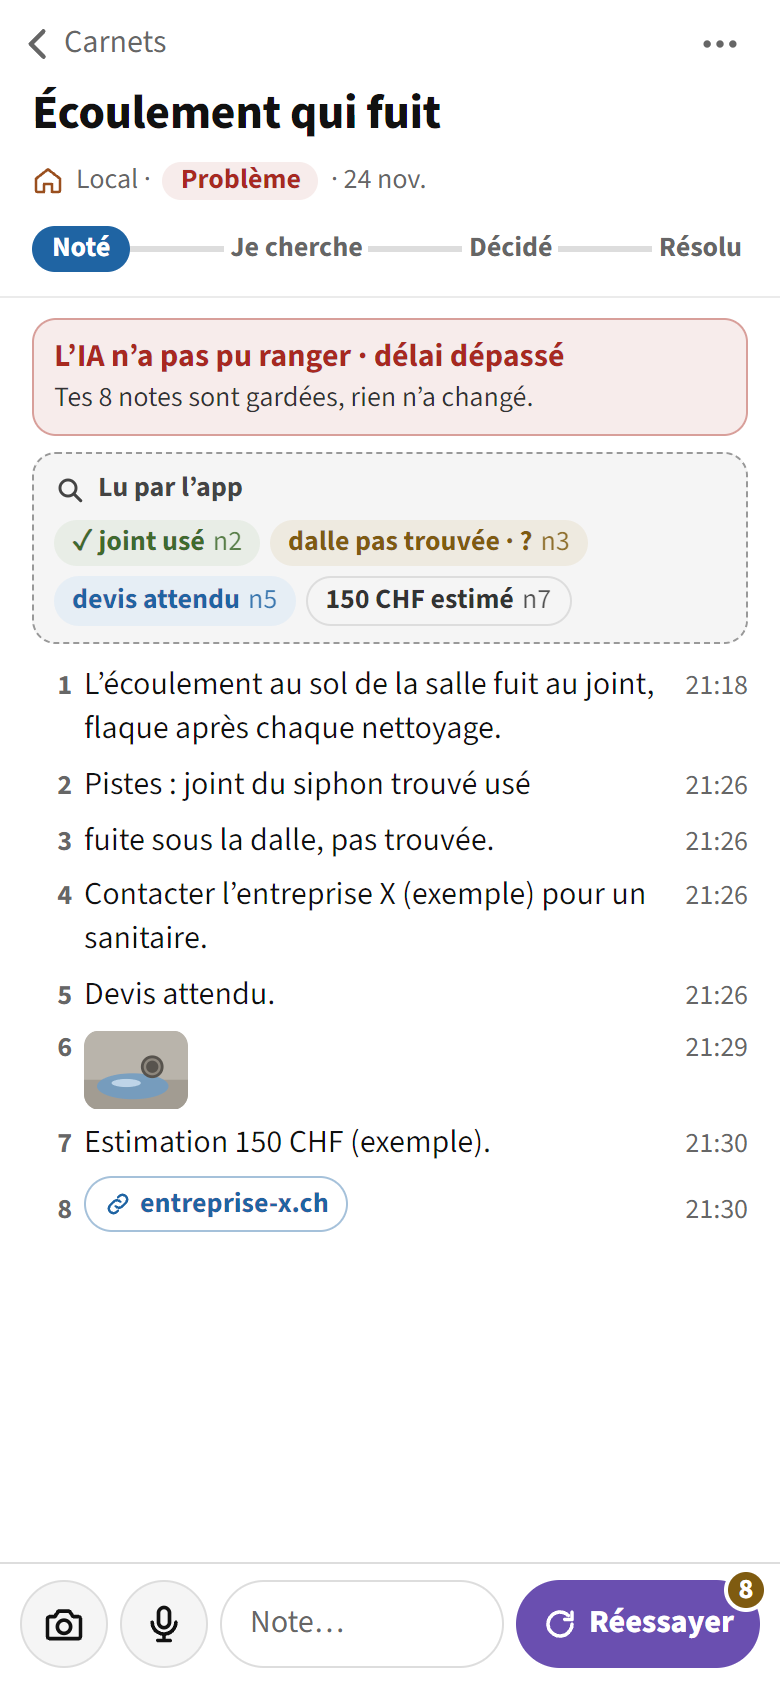 Carnets
Écoulement qui fuit
Local · Problème · 24 nov.
Noté Je cherche Décidé Résolu
L’IA n’a pas pu ranger · délai dépassé
Tes 8 notes sont gardées, rien n’a changé.
Lu par l’app
✓ joint usé n2 dalle pas trouvée · ? n3
devis attendu n5 150 CHF estimé n7
1 L’écoulement au sol de la salle fuit au joint, 21:18
flaque après chaque nettoyage.
2 Pistes : joint du siphon trouvé usé 21:26
3 fuite sous la dalle, pas trouvée. 21:26
4 Contacter l’entreprise X (exemple) pour un 21:26
sanitaire.
5 Devis attendu. 21:26
6 21:29
7 Estimation 150 CHF (exemple). 21:30
8 entreprise-x.ch 21:30
Note… Réessayer 8